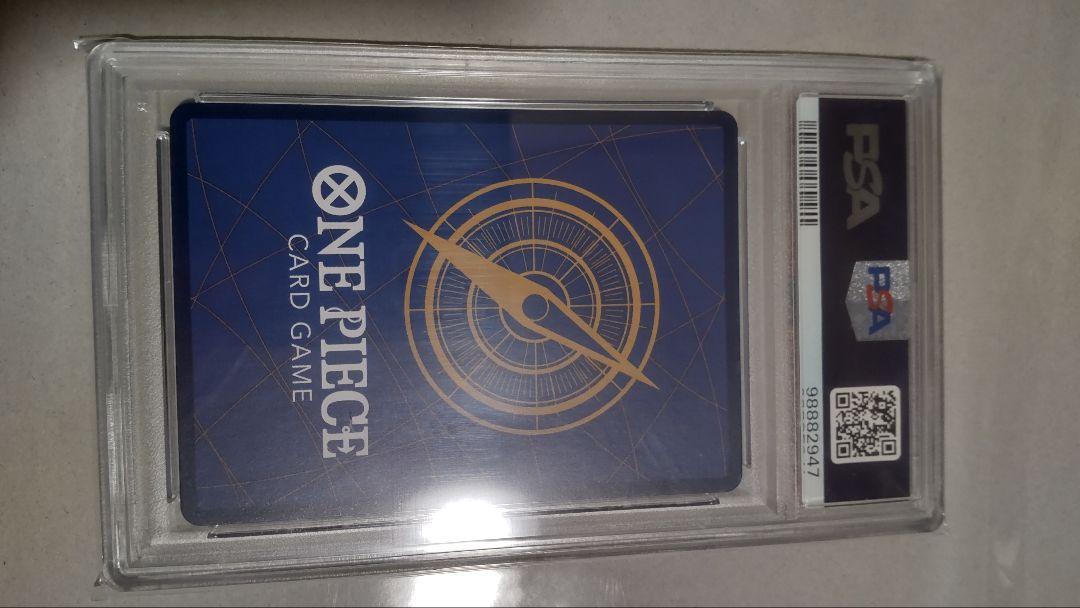 PSA
PSA
98882947
ONE PIECE
CARD GAME